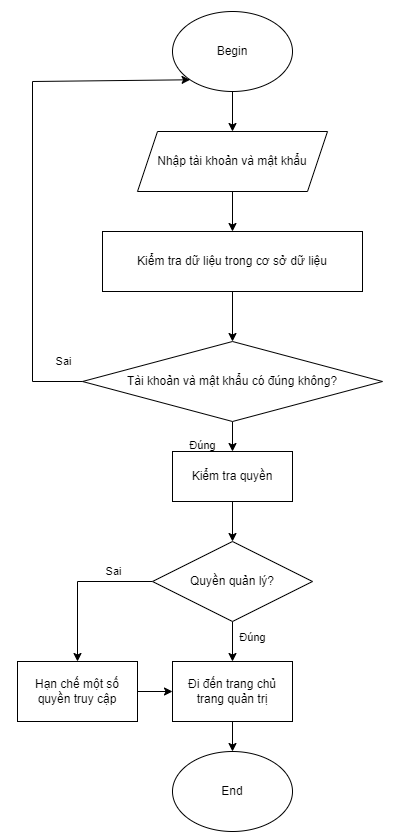 Begin
Nhập tài khoản và mật khẩu
Kiểm tra dữ liệu trong cơ sở dữ liệu
Sai
Tài khoản và mật khẩu có đúng không?
Đúng
Kiểm tra quyền
Sai
Quyền quản lý?
Đúng
Hạn chế một số
quyền truy cập
Đi đến trang chủ
trang quản trị
End